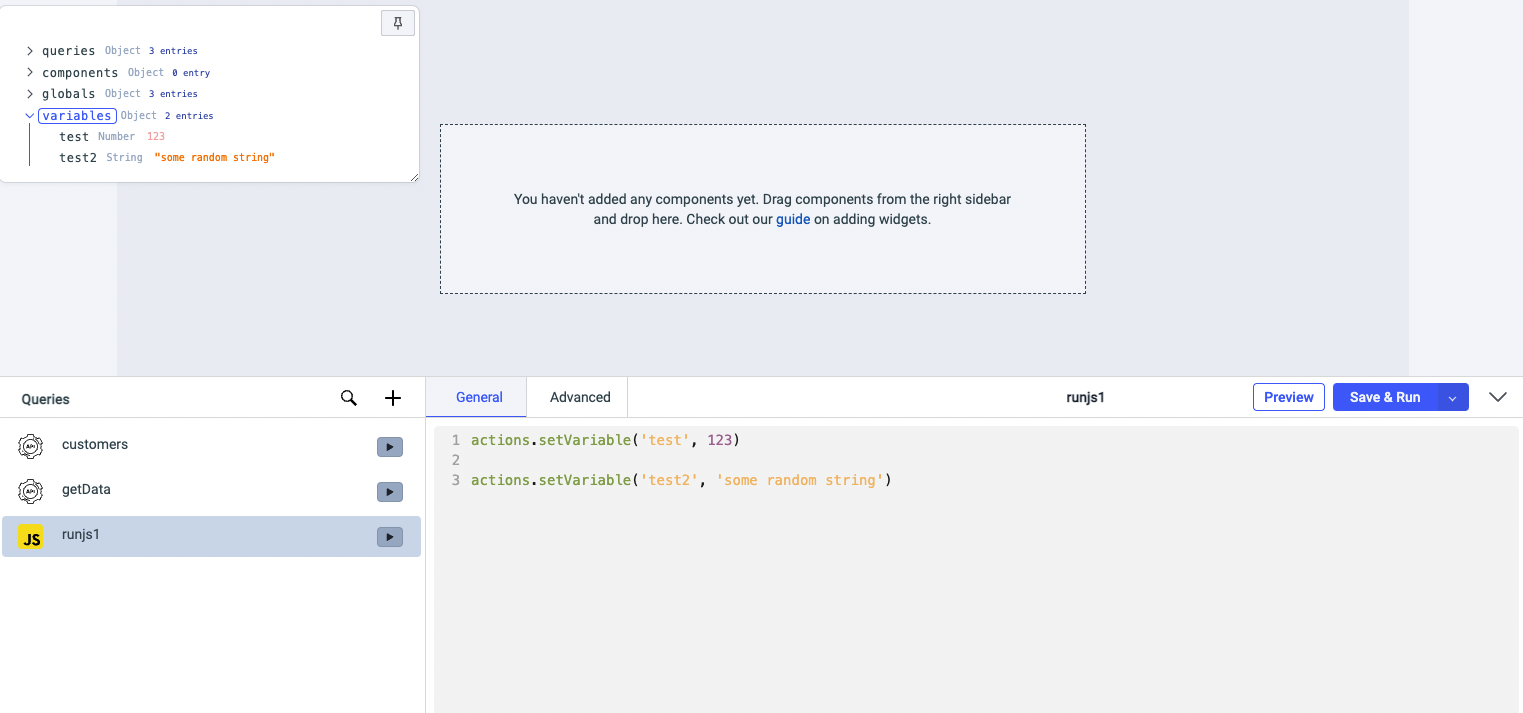 queries Object 3 entries
components Object 0 entry
globals Object 3 entries
variables Object 2 entries
test Number 123
test2 String "some random string"
You haven't added any components yet. Drag components from the right sidebar
and drop here. Check out our guide on adding widgets.
Queries
General Advanced runjs1 Preview Save & Run
API customers
API getData
JS runjs1
1 actions.setVariable('test', 123)
2
3 actions.setVariable('test2', 'some random string')